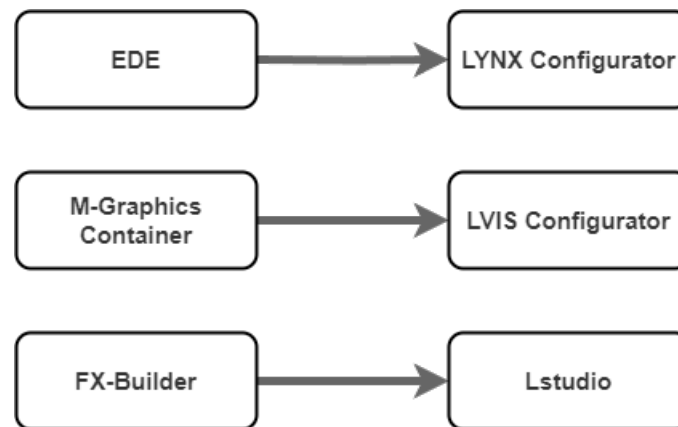 EDE
LYNX Configurator
M-Graphics
Container
LVIS Configurator
FX-Builder
Lstudio